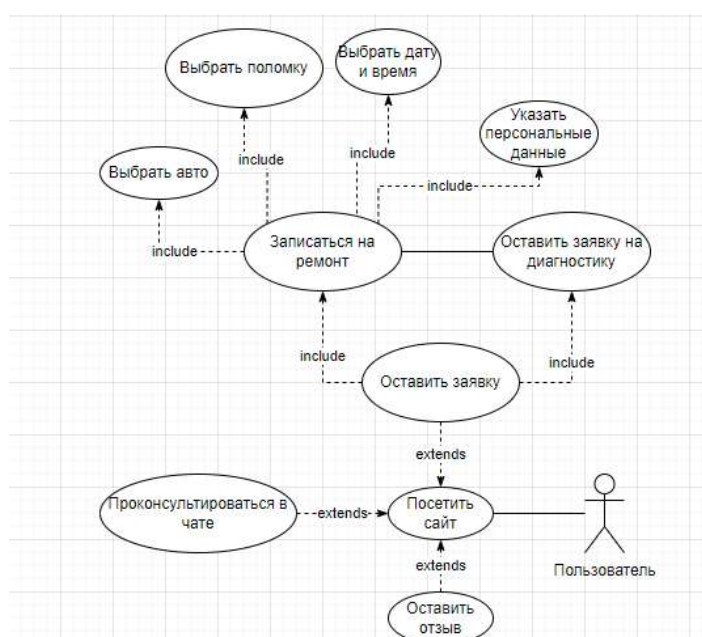 Выбрать поломку
Выбрать дату
и время
Указать
персональные
данные
include
include
include
Выбрать авто
include
Записаться на
ремонт
Оставить заявку на
диагностику
include
include
Оставить заявку
extends
Проконсультироваться в
чате
extends
Посетить
сайт
extends
Пользователь
Оставить
отзыв